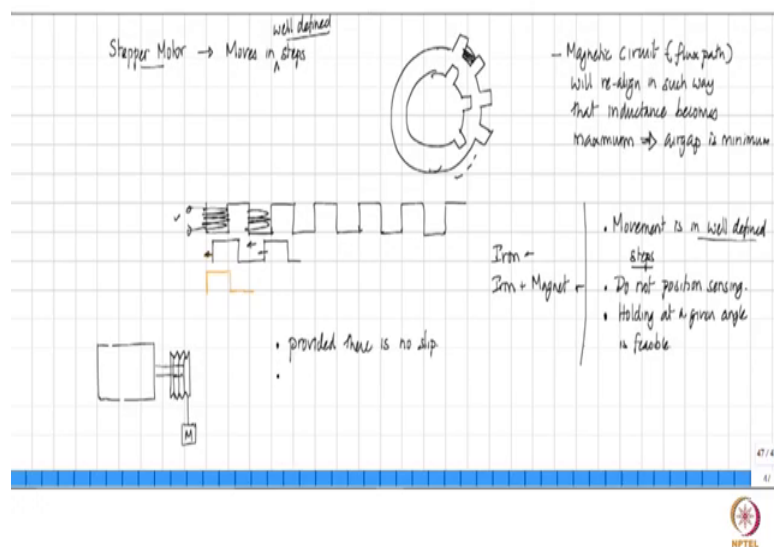 well defined
Stepper Motor → Moves in ^ steps
- Magnetic Circuit (flux path)
will re-align in such way
that inductance becomes
maximum ⇒ airgap is minimum
Iron -
Iron + Magnet -
• Movement is in well defined
steps
• Do not position sensing.
• Holding at a given angle
is feasible
• provided there is no slip
•
M
47 / 4
NPTEL